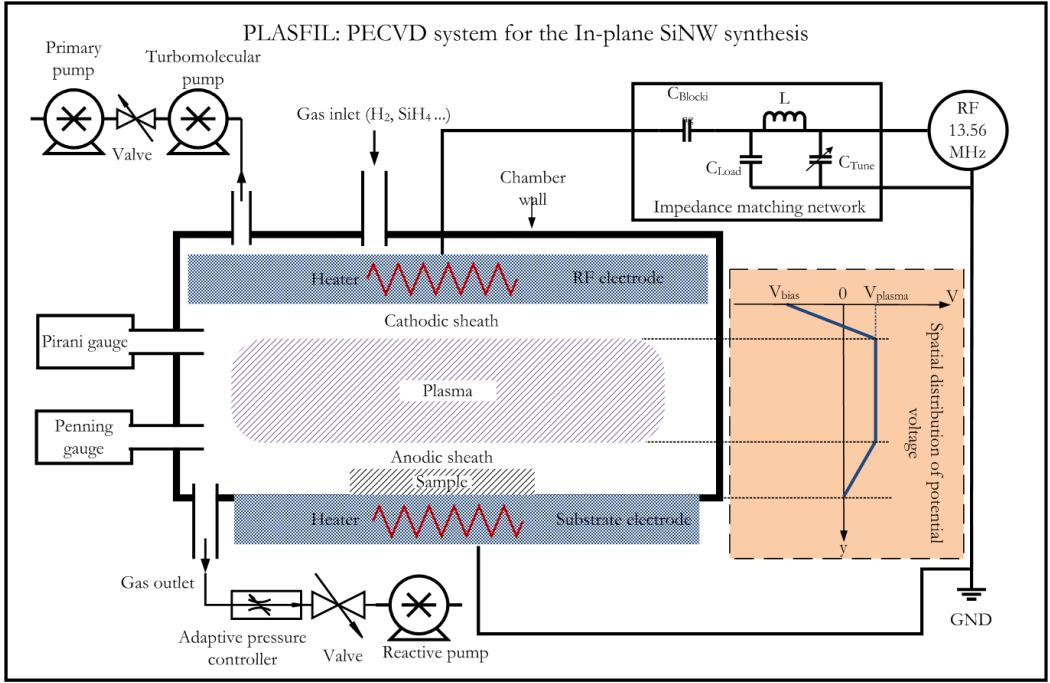 PLASFIL: PECVD system for the In-plane SiNW synthesis
Primary
pump
Turbomolecular
pump
Valve
Gas inlet (H2, SiH4 ...)
Chamber
wall
CBlocki
ng
L
CLoad
CTune
Impedance matching network
RF
13.56
MHz
Heater
RF electrode
Cathodic sheath
Pirani gauge
Plasma
Penning
gauge
Anodic sheath
Sample
Heater
Substrate electrode
Vbias
0
Vplasma
V
Spatial distribution of potential
voltage
y
Gas outlet
Adaptive pressure
controller
Valve
Reactive pump
GND